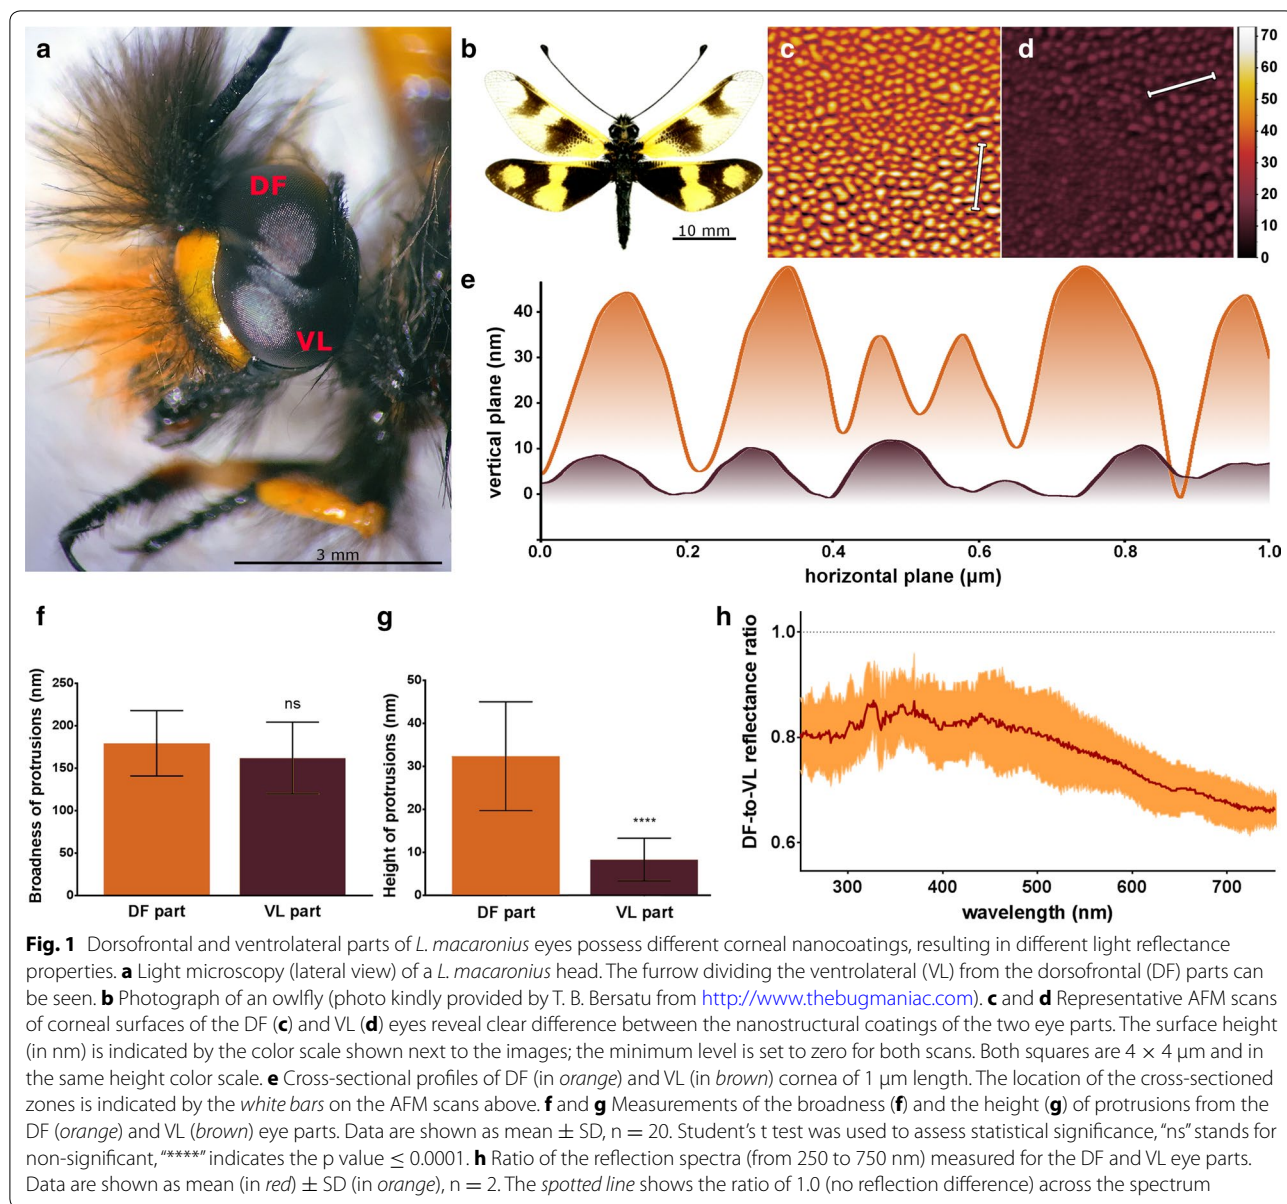 a
DF
VL
3 mm
b
10 mm
c
d
70
60
50
40
30
20
10
0
e
vertical plane (nm)
40
30
20
10
0
0.0 0.2 0.4 0.6 0.8 1.0
horizontal plane (μm)
f
Broadness of protrusions (nm)
250
200
150
100
50
0
ns
DF part VL part
g
Height of protrusions (nm)
50
40
30
20
10
0
****
DF part VL part
h
DF-to-VL reflectance ratio
1.0
0.8
0.6
300 400 500 600 700
wavelength (nm)
Fig. 1 Dorsofrontal and ventrolateral parts of L. macaronius eyes possess different corneal nanocoatings, resulting in different light reflectance
properties. a Light microscopy (lateral view) of a L. macaronius head. The furrow dividing the ventrolateral (VL) from the dorsofrontal (DF) parts can
be seen. b Photograph of an owlfly (photo kindly provided by T. B. Bersatu from http://www.thebugmaniac.com). c and d Representative AFM scans
of corneal surfaces of the DF (c) and VL (d) eyes reveal clear difference between the nanostructural coatings of the two eye parts. The surface height
(in nm) is indicated by the color scale shown next to the images; the minimum level is set to zero for both scans. Both squares are 4 × 4 μm and in
the same height color scale. e Cross-sectional profiles of DF (in orange) and VL (in brown) cornea of 1 μm length. The location of the cross-sectioned
zones is indicated by the white bars on the AFM scans above. f and g Measurements of the broadness (f) and the height (g) of protrusions from the
DF (orange) and VL (brown) eye parts. Data are shown as mean ± SD, n = 20. Student's t test was used to assess statistical significance, “ns” stands for
non-significant, “****” indicates the p value ≤ 0.0001. h Ratio of the reflection spectra (from 250 to 750 nm) measured for the DF and VL eye parts.
Data are shown as mean (in red) ± SD (in orange), n = 2. The spotted line shows the ratio of 1.0 (no reflection difference) across the spectrum